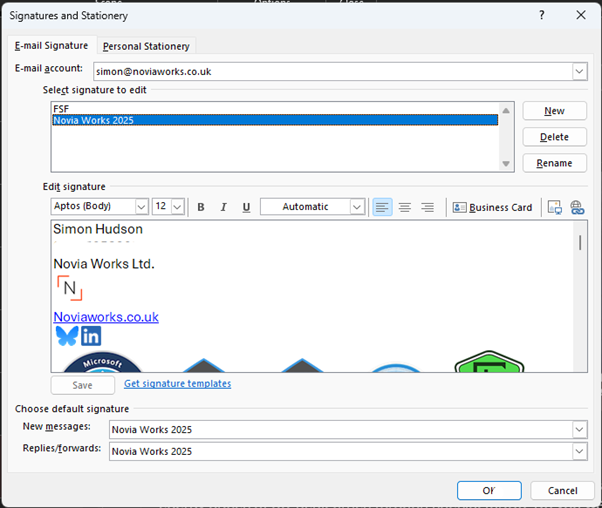 Signatures and Stationery ?
E-mail Signature Personal Stationery
E-mail account: simon@noviaworks.co.uk
Select signature to edit
FSF
Novia Works 2025
New
Delete
Rename
Edit signature
Aptos (Body) 12 B I U Automatic Business Card
Simon Hudson
Novia Works Ltd.
N
Noviaworks.co.uk
in
Microsoft
Save Get signature templates
Choose default signature
New messages: Novia Works 2025
Replies/forwards: Novia Works 2025
OK Cancel